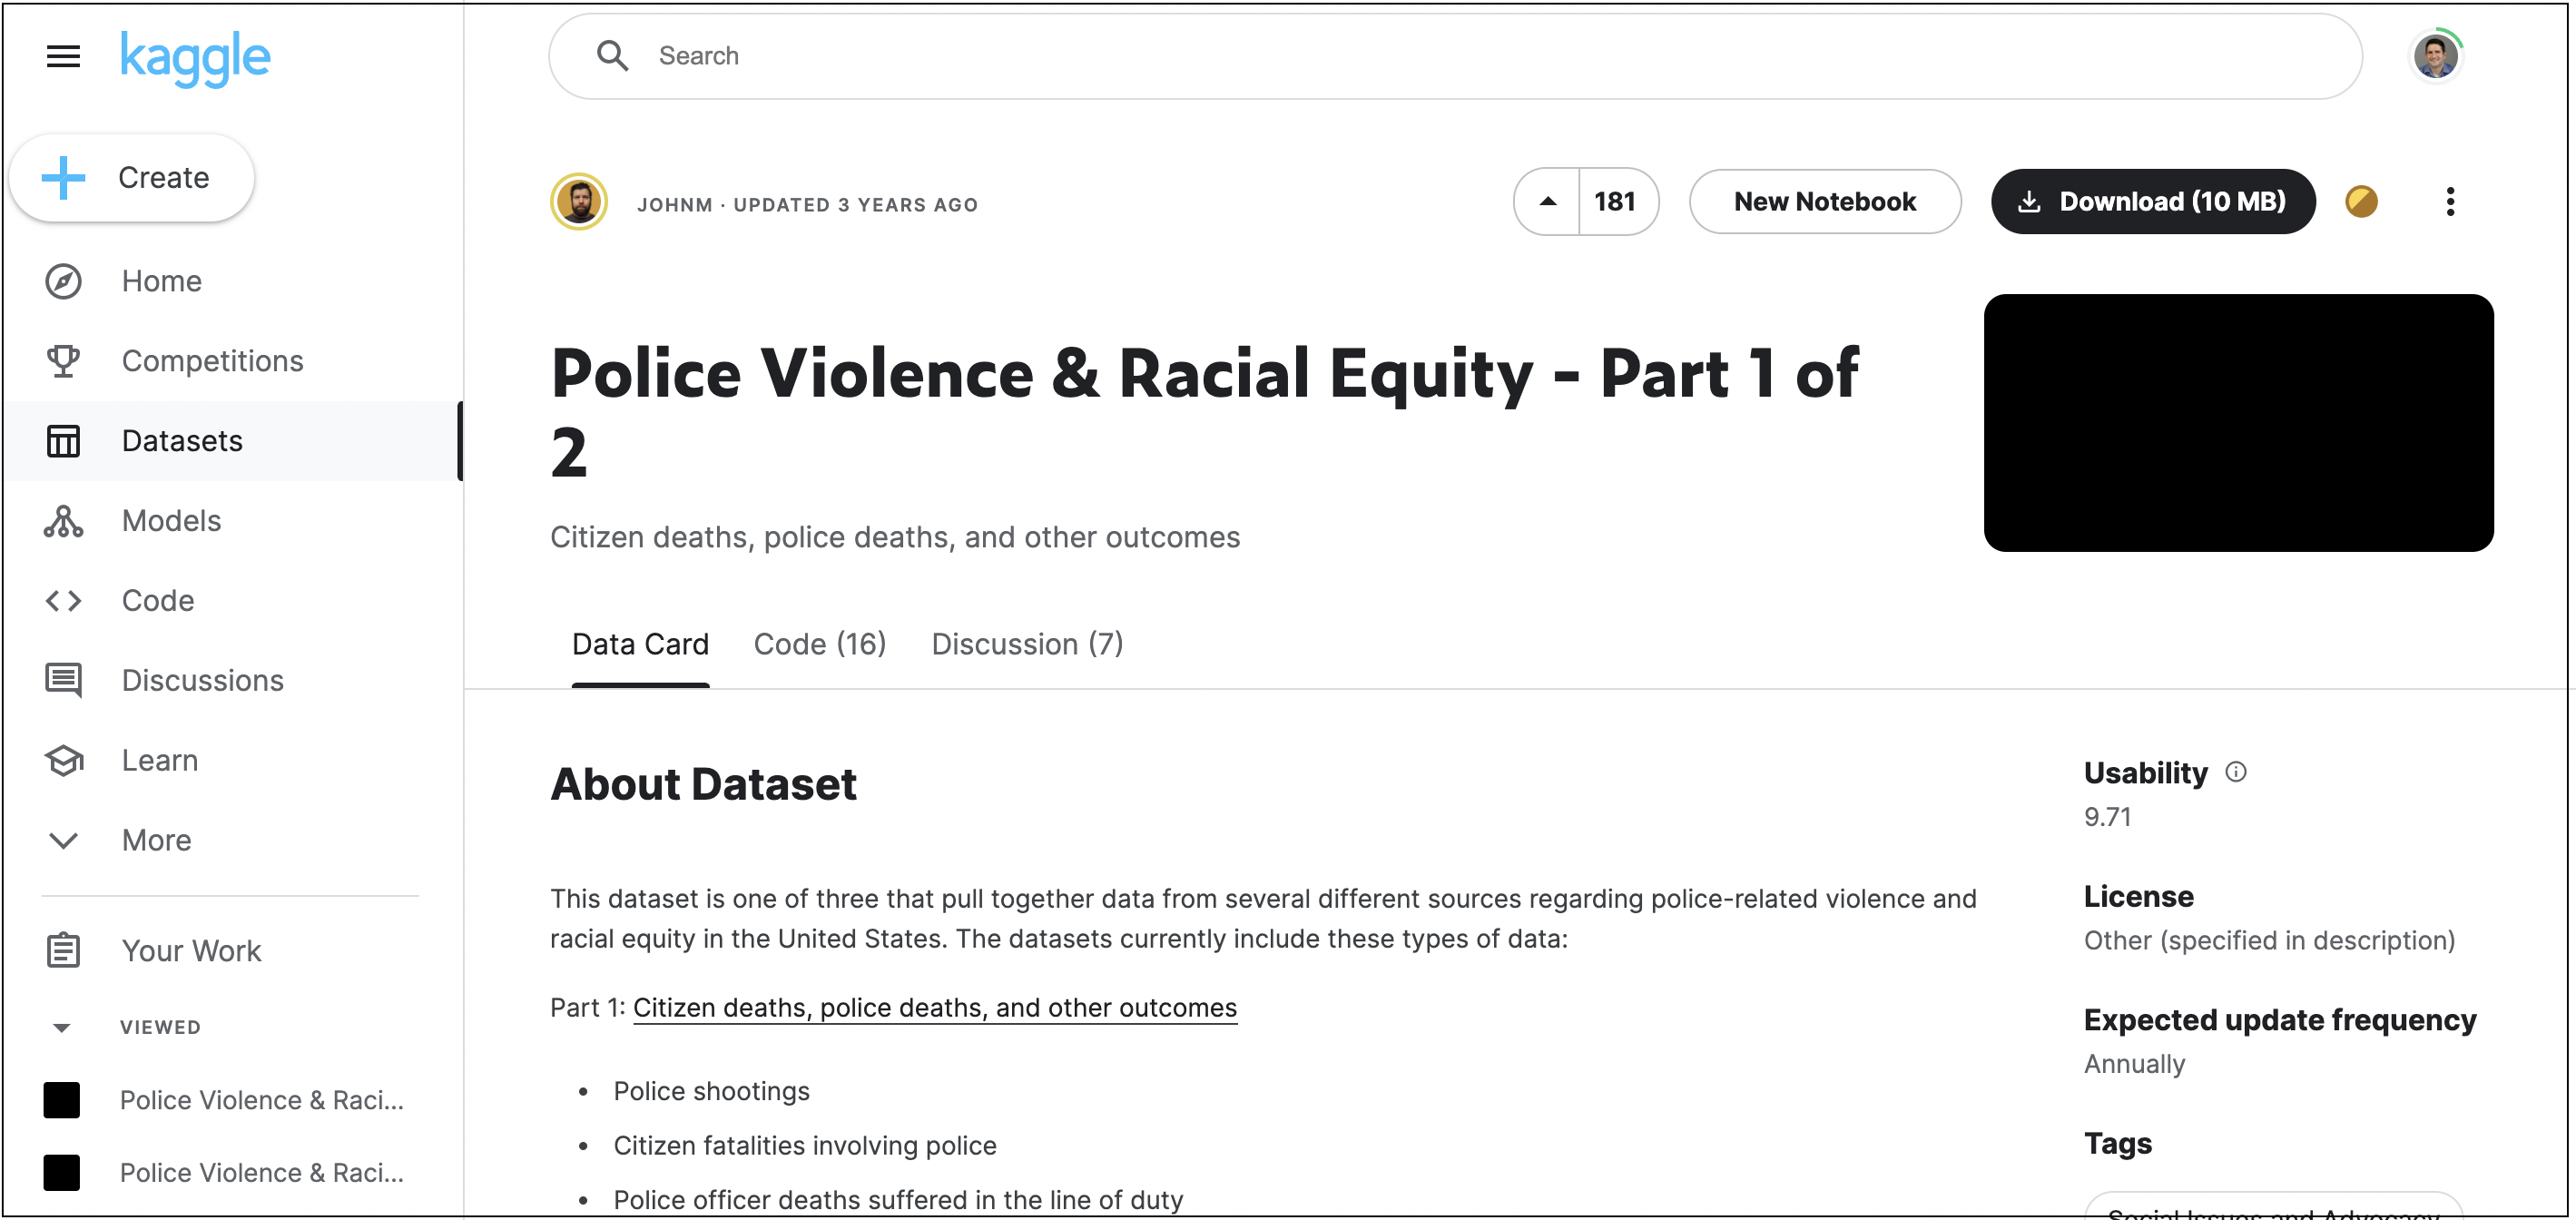 kaggle
Search
Create
Home
Competitions
Datasets
Models
Code
Discussions
Learn
More
Your Work
VIEWED
Police Violence & Raci...
Police Violence & Raci...
JOHNM · UPDATED 3 YEARS AGO
181
New Notebook
Download (10 MB)
Police Violence & Racial Equity - Part 1 of
2
Citizen deaths, police deaths, and other outcomes
Data Card
Code (16)
Discussion (7)
About Dataset
This dataset is one of three that pull together data from several different sources regarding police-related violence and
racial equity in the United States. The datasets currently include these types of data:
Part 1: Citizen deaths, police deaths, and other outcomes
• Police shootings
• Citizen fatalities involving police
• Police officer deaths suffered in the line of duty
Usability
9.71
License
Other (specified in description)
Expected update frequency
Annually
Tags
Social Issues and Advocacy